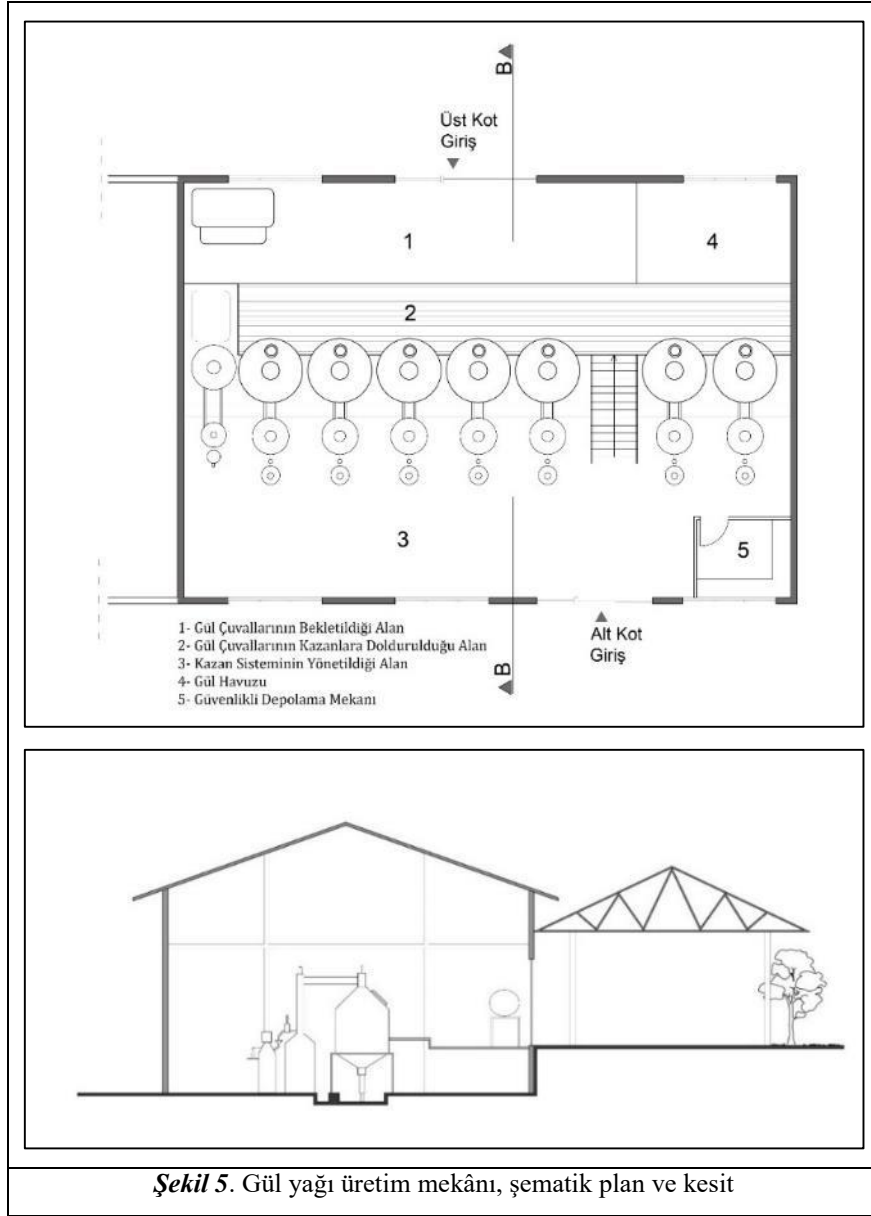 B
Üst Kot
Giriş
1
4
2
3
5
1- Gül Çuvallarının Bekletildiği Alan
2- Gül Çuvallarının Kazanlara Doldurulduğu Alan
3- Kazan Sisteminin Yönetildiği Alan
4- Gül Havuzu
5- Güvenlikli Depolama Mekanı
Alt Kot
Giriş
B
Şekil 5. Gül yağı üretim mekânı, şematik plan ve kesit